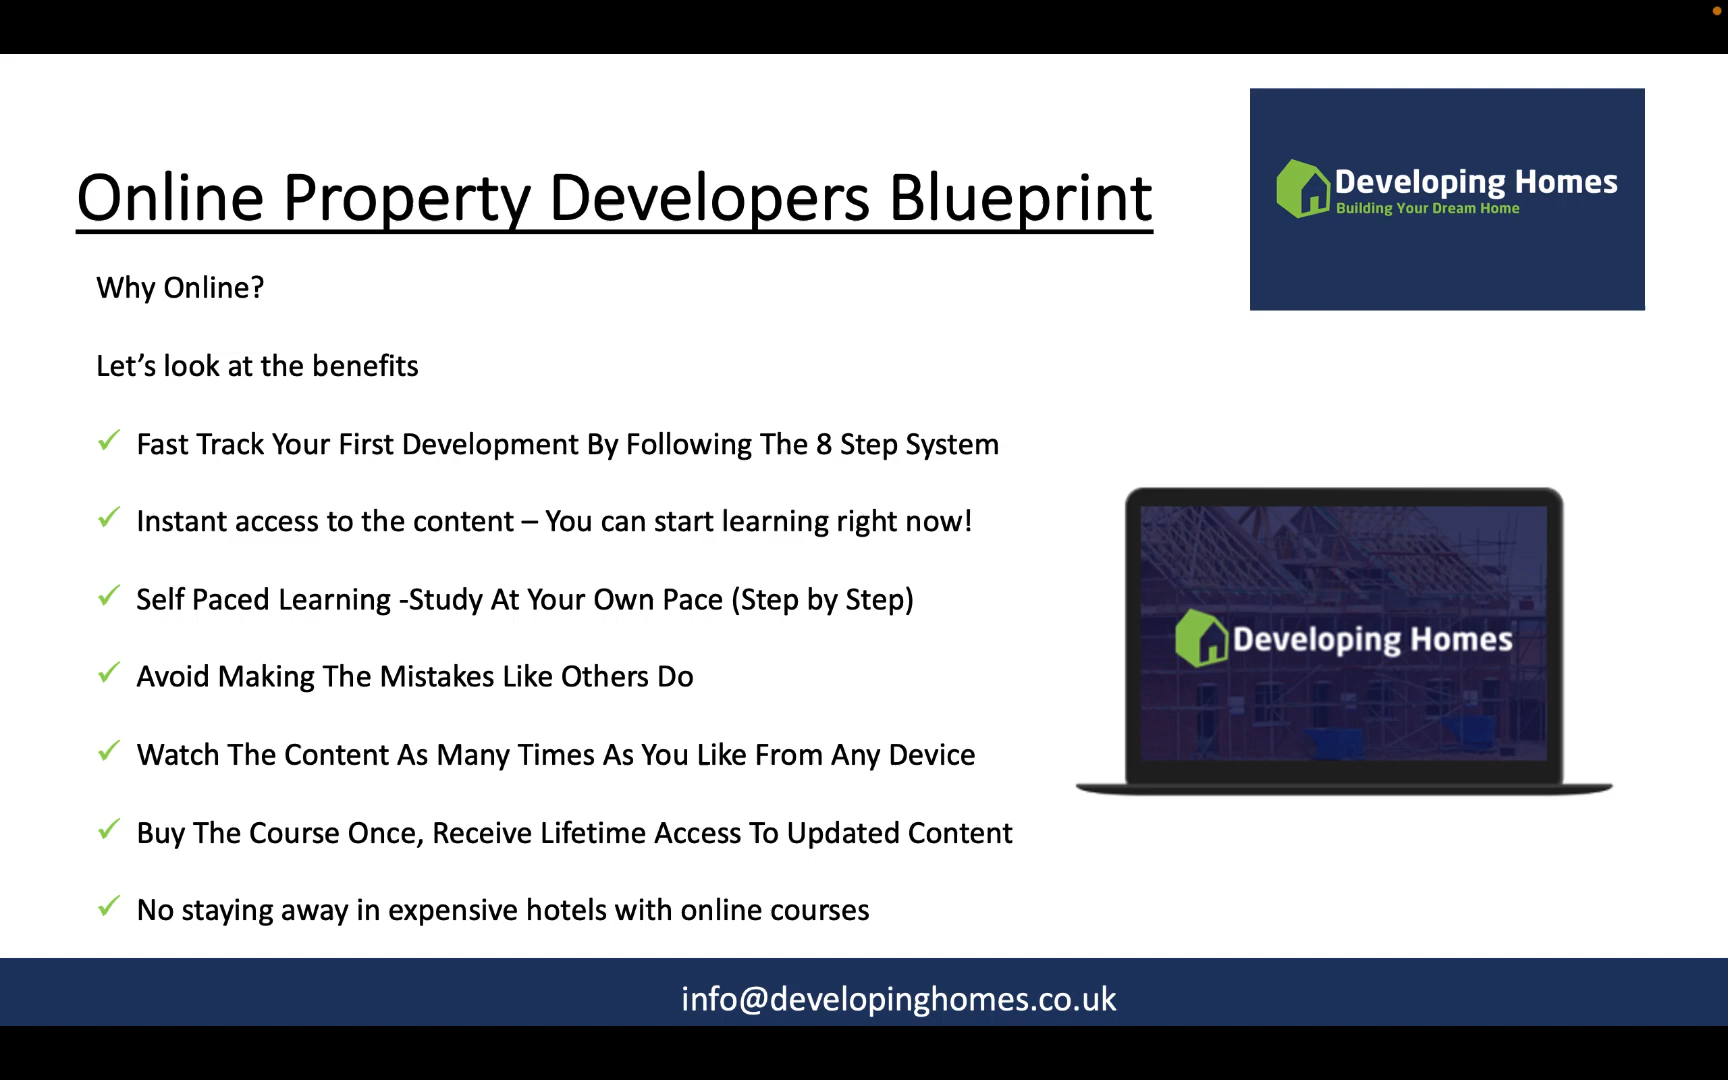 Developing Homes
Building Your Dream Home
Online Property Developers Blueprint
Why Online?
Let’s look at the benefits
✓ Fast Track Your First Development By Following The 8 Step System
✓ Instant access to the content – You can start learning right now!
✓ Self Paced Learning -Study At Your Own Pace (Step by Step)
✓ Avoid Making The Mistakes Like Others Do
✓ Watch The Content As Many Times As You Like From Any Device
✓ Buy The Course Once, Receive Lifetime Access To Updated Content
✓ No staying away in expensive hotels with online courses
Developing Homes
info@developinghomes.co.uk